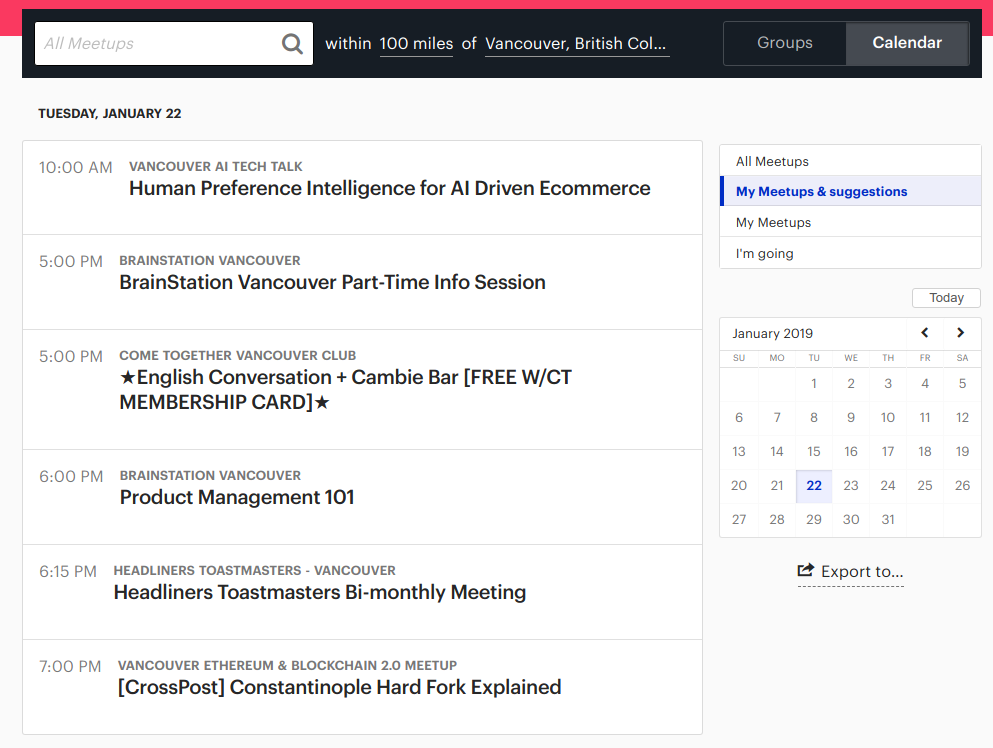 All Meetups
within 100 miles of Vancouver, British Col...
Groups
Calendar
TUESDAY, JANUARY 22
10:00 AM
VANCOUVER AI TECH TALK
Human Preference Intelligence for AI Driven Ecommerce
5:00 PM
BRAINSTATION VANCOUVER
BrainStation Vancouver Part-Time Info Session
5:00 PM
COME TOGETHER VANCOUVER CLUB
★English Conversation + Cambie Bar [FREE W/CT
MEMBERSHIP CARD]★
6:00 PM
BRAINSTATION VANCOUVER
Product Management 101
6:15 PM
HEADLINERS TOASTMASTERS - VANCOUVER
Headliners Toastmasters Bi-monthly Meeting
7:00 PM
VANCOUVER ETHEREUM & BLOCKCHAIN 2.0 MEETUP
[CrossPost] Constantinople Hard Fork Explained
All Meetups
My Meetups & suggestions
My Meetups
I'm going
Today
January 2019
SU MO TU WE TH FR SA
1 2 3 4 5
6 7 8 9 10 11 12
13 14 15 16 17 18 19
20 21 22 23 24 25 26
27 28 29 30 31
Export to...